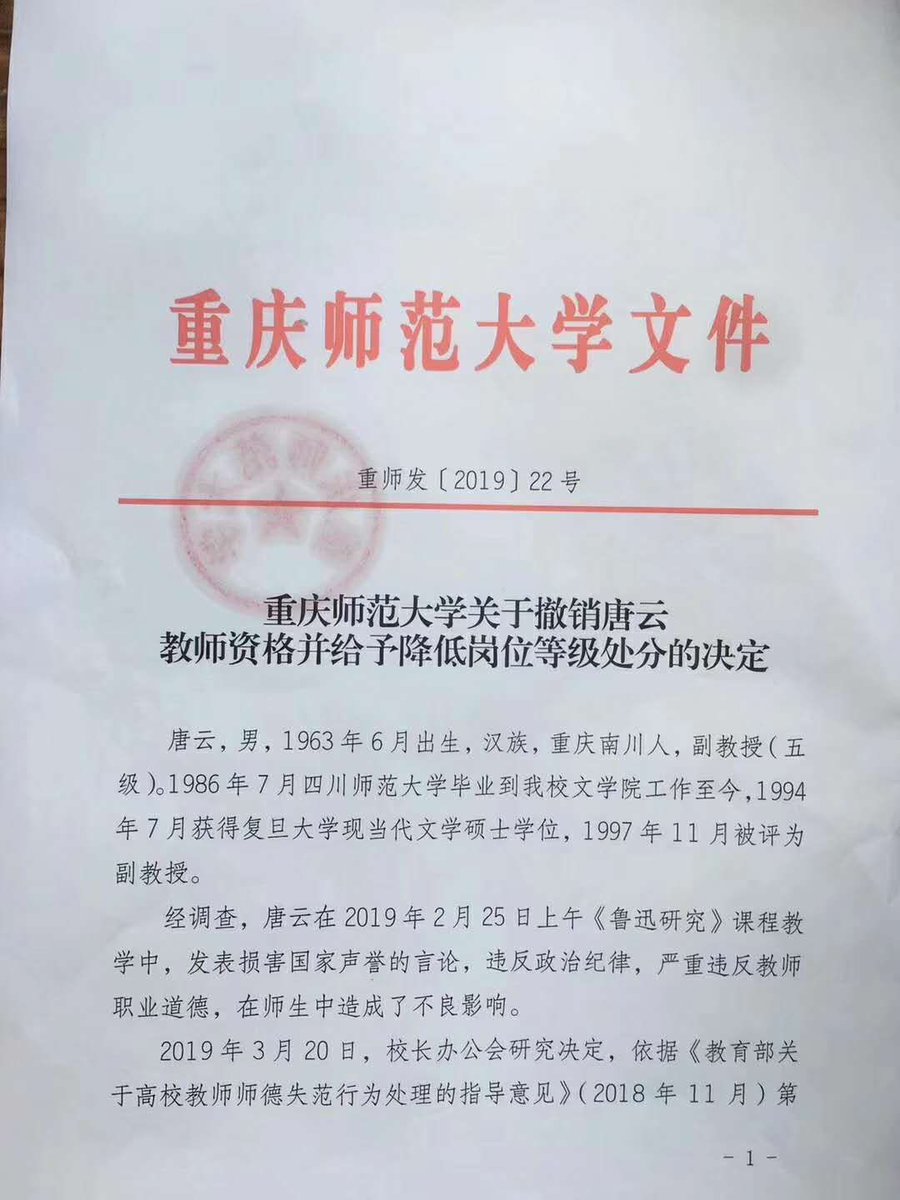 重庆师范大学文件
重师发〔2019〕22号
重庆师范大学关于撤销唐云
教师资格并给予降低岗位等级处分的决定
唐云，男，1963年6月出生，汉族，重庆南川人，副教授（五
级）。1986年7月四川师范大学毕业到我校文学院工作至今，1994
年7月获得复旦大学现当代文学硕士学位，1997年11月被评为
副教授。
经调查，唐云在2019年2月25日上午《鲁迅研究》课程教
学中，发表损害国家声誉的言论，违反政治纪律，严重违反教师
职业道德，在师生中造成了不良影响。
2019年3月20日，校长办公会研究决定，依据《教育部关
于高校教师师德失范行为处理的指导意见》（2018年11月）第
- 1 -